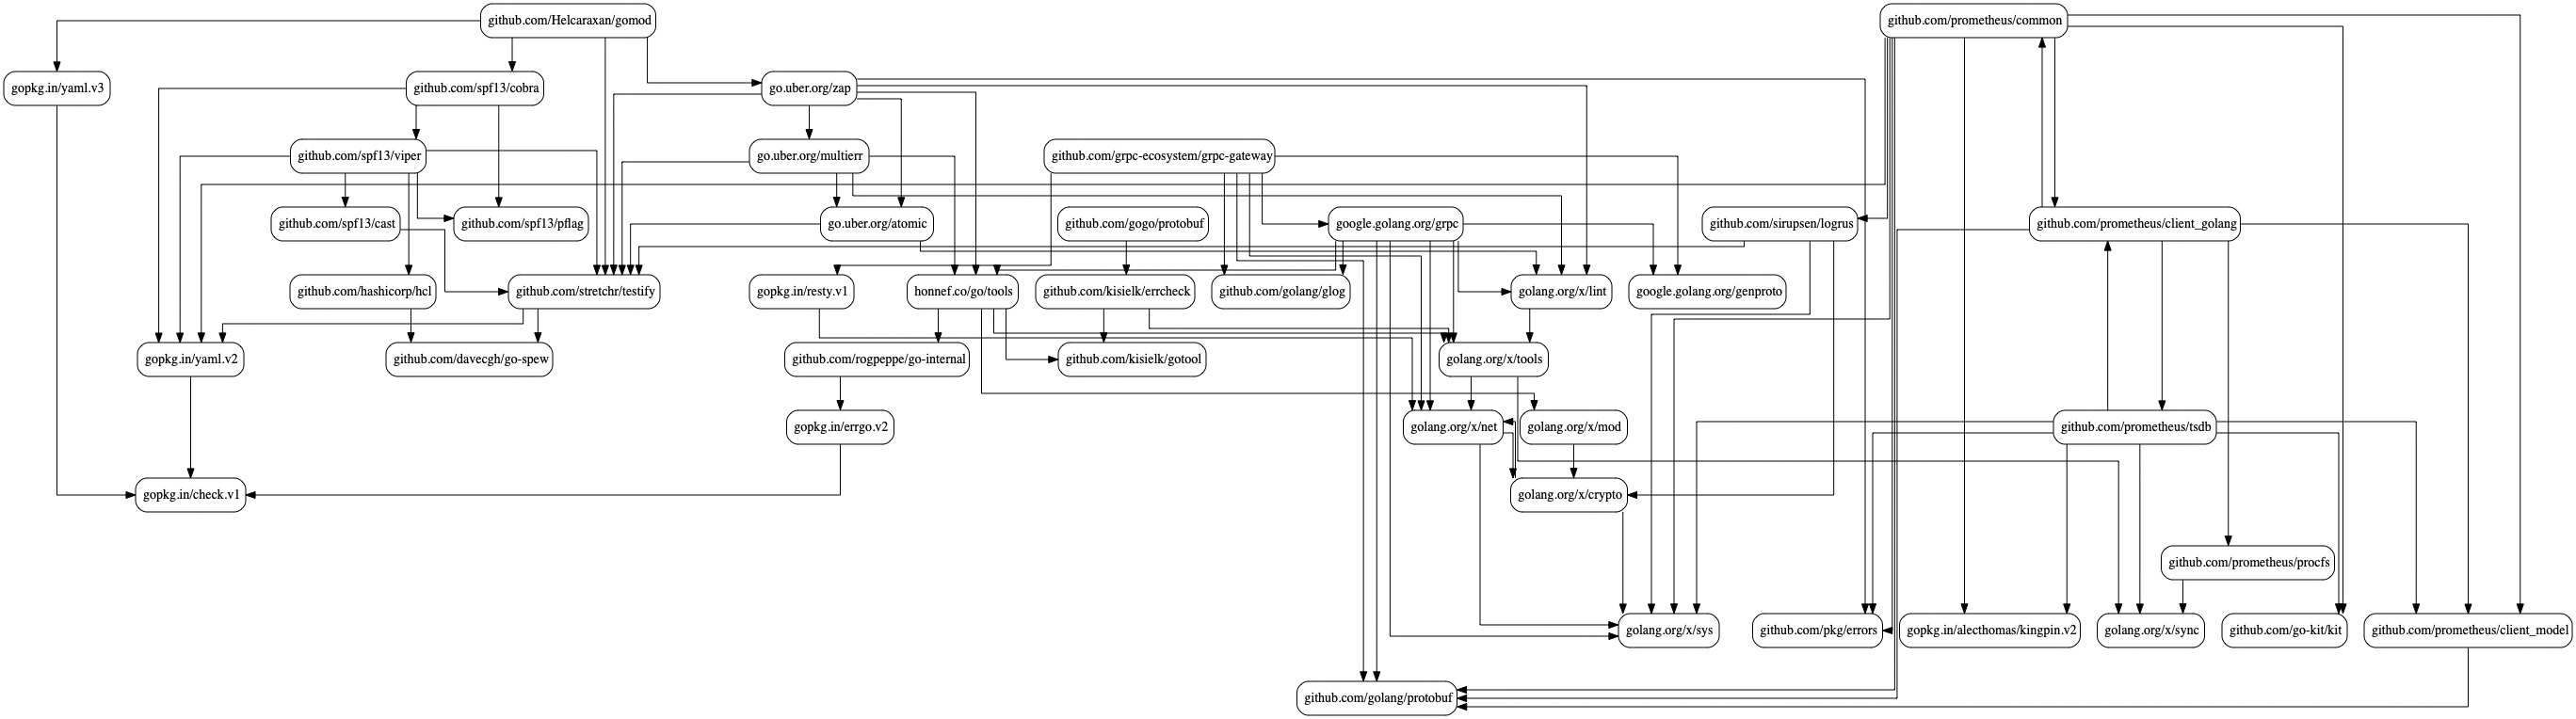 github.com/Helcaraxan/gomod
github.com/prometheus/common
gopkg.in/yaml.v3
github.com/spf13/cobra
go.uber.org/zap
github.com/spf13/viper
go.uber.org/multierr
github.com/grpc-ecosystem/grpc-gateway
github.com/spf13/cast
github.com/spf13/pflag
go.uber.org/atomic
github.com/gogo/protobuf
google.golang.org/grpc
github.com/sirupsen/logrus
github.com/prometheus/client_golang
github.com/hashicorp/hcl
github.com/stretchr/testify
gopkg.in/resty.v1
honnef.co/go/tools
github.com/kisielk/errcheck
github.com/golang/glog
golang.org/x/lint
google.golang.org/genproto
gopkg.in/yaml.v2
github.com/davecgh/go-spew
github.com/rogpeppe/go-internal
github.com/kisielk/gotool
golang.org/x/tools
gopkg.in/errgo.v2
golang.org/x/net
golang.org/x/mod
github.com/prometheus/tsdb
gopkg.in/check.v1
golang.org/x/crypto
github.com/prometheus/procfs
golang.org/x/sys
github.com/pkg/errors
gopkg.in/alecthomas/kingpin.v2
golang.org/x/sync
github.com/go-kit/kit
github.com/prometheus/client_model
github.com/golang/protobuf